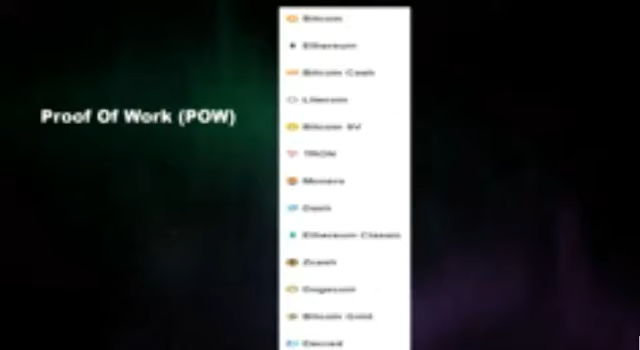 Proof Of Work (POW)
Bitcoin
Ethereum
Bitcoin Cash
Litecoin
Bitcoin SV
TRON
Monero
Dash
Ethereum Classic
Zcash
Dogecoin
Bitcoin Gold
Decred